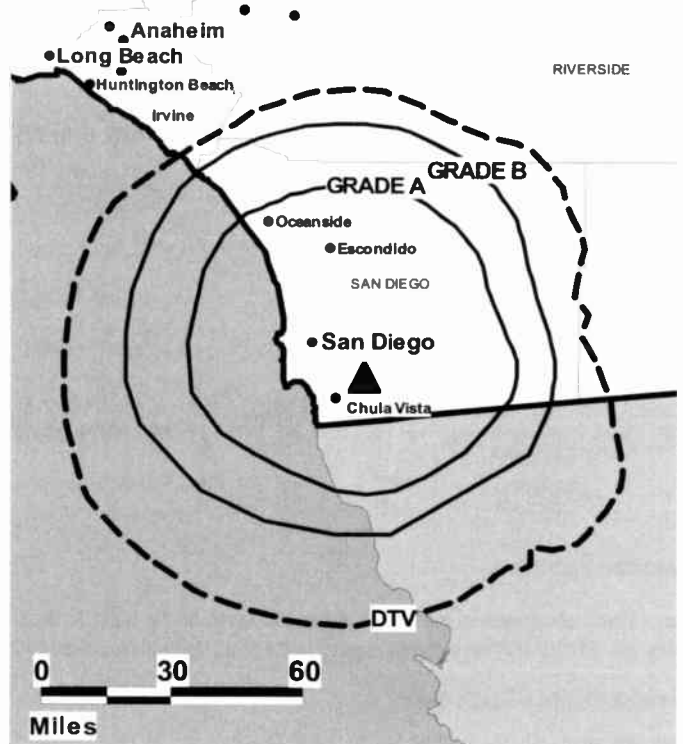 Anaheim
Long Beach
RIVERSIDE
Huntington Beach
Irvine
GRADE B
GRADE A
Oceanside
Escondido
SAN DIEGO
San Diego
Chula Vista
DTV
0 30 60
Miles